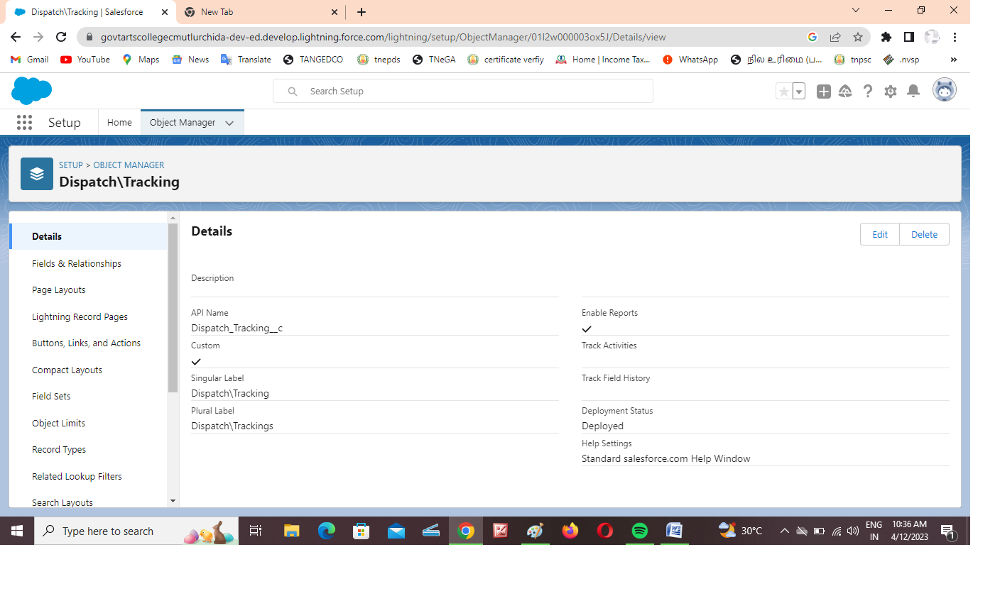 Dispatch\Tracking | Salesforce
New Tab
govtartscollegecmutlurchida-dev-ed.develop.lightning.force.com/lightning/setup/ObjectManager/01I2w000003ox5J/Details/view
Gmail YouTube Maps News Translate TANGEDCO tnepds TNeGA certificate verfiy Home | Income Tax... WhatsApp நில உரிமை (ப... tnpsc .nvsp »
Search Setup
Setup Home Object Manager
SETUP > OBJECT MANAGER
Dispatch\Tracking
Details
Fields & Relationships
Page Layouts
Lightning Record Pages
Buttons, Links, and Actions
Compact Layouts
Field Sets
Object Limits
Record Types
Related Lookup Filters
Search Layouts
Details
Edit Delete
Description
API Name
Dispatch_Tracking__c
Custom
Singular Label
Dispatch\Tracking
Plural Label
Dispatch\Trackings
Enable Reports
Track Activities
Track Field History
Deployment Status
Deployed
Help Settings
Standard salesforce.com Help Window
Type here to search
30°C
ENG
IN
10:36 AM
4/12/2023
1